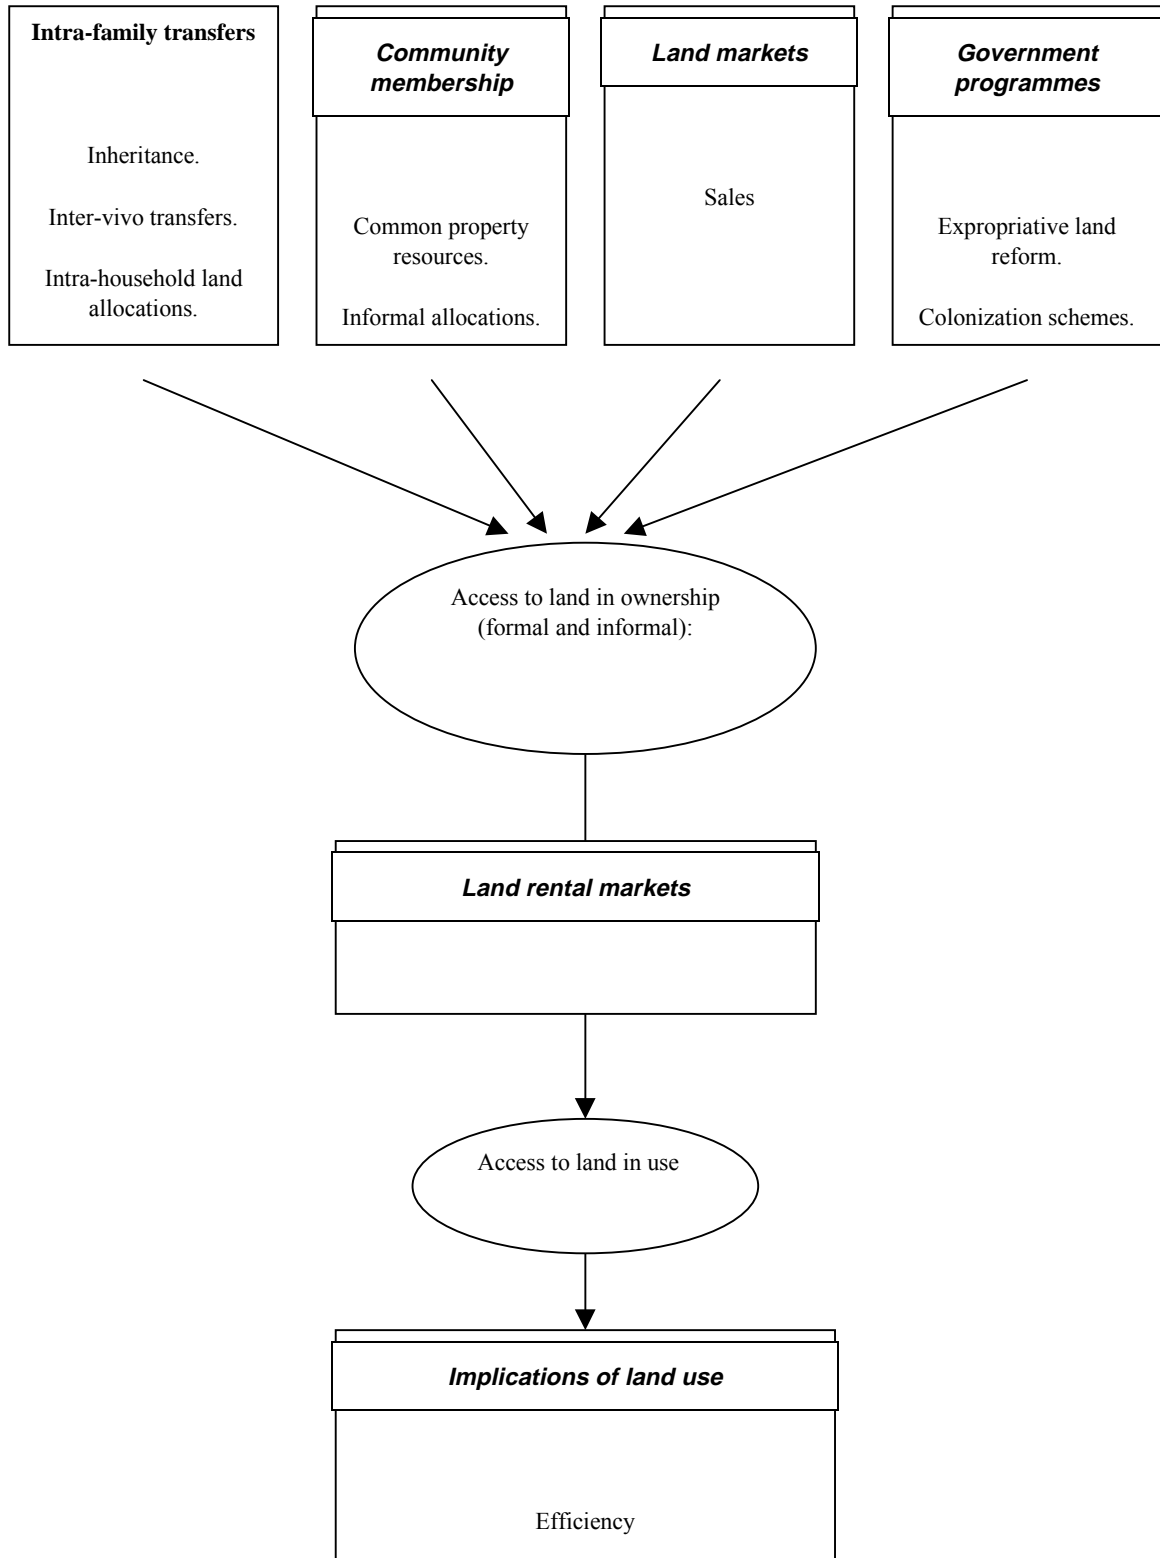 Intra-family transfers
Inheritance.
Inter-vivo transfers.
Intra-household land
allocations.
Community
membership
Common property
resources.
Informal allocations.
Land markets
Sales
Government
programmes
Expropriative land
reform.
Colonization schemes.
Access to land in ownership
(formal and informal):
Land rental markets
Access to land in use
Implications of land use
Efficiency